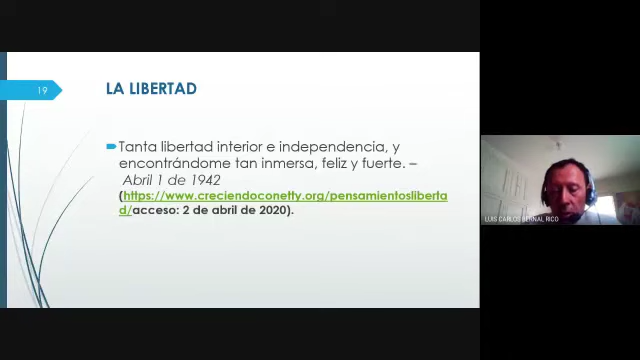 19
LA LIBERTAD
Tanta libertad interior e independencia, y
encontrándome tan inmersa, feliz y fuerte. –
Abril 1 de 1942
(https://www.creciendoconetty.org/pensamientosliberta
d/acceso: 2 de abril de 2020).
LUIS CARLOS BERNAL RICO